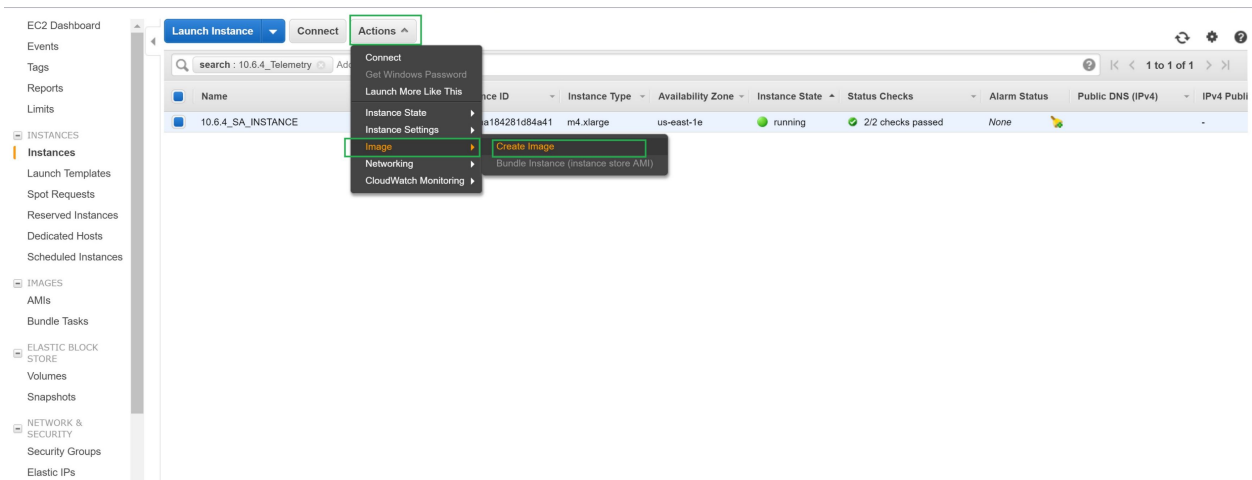 EC2 Dashboard
Events
Tags
Reports
Limits
INSTANCES
Instances
Launch Templates
Spot Requests
Reserved Instances
Dedicated Hosts
Scheduled Instances
IMAGES
AMIs
Bundle Tasks
ELASTIC BLOCK
STORE
Volumes
Snapshots
NETWORK &
SECURITY
Security Groups
Elastic IPs
Launch Instance Connect Actions
search : 10.6.4_Telemetry
1 to 1 of 1
Connect
Get Windows Password
Launch More Like This
Instance State
Instance Settings
Image
Networking
CloudWatch Monitoring
Create Image
Bundle Instance (instance store AMI)
Name Instance Type Availability Zone Instance State Status Checks Alarm Status Public DNS (IPv4) IPv4 Publi
10.6.4_SA_INSTANCE a184281d84a41 m4.xlarge us-east-1e running 2/2 checks passed None -